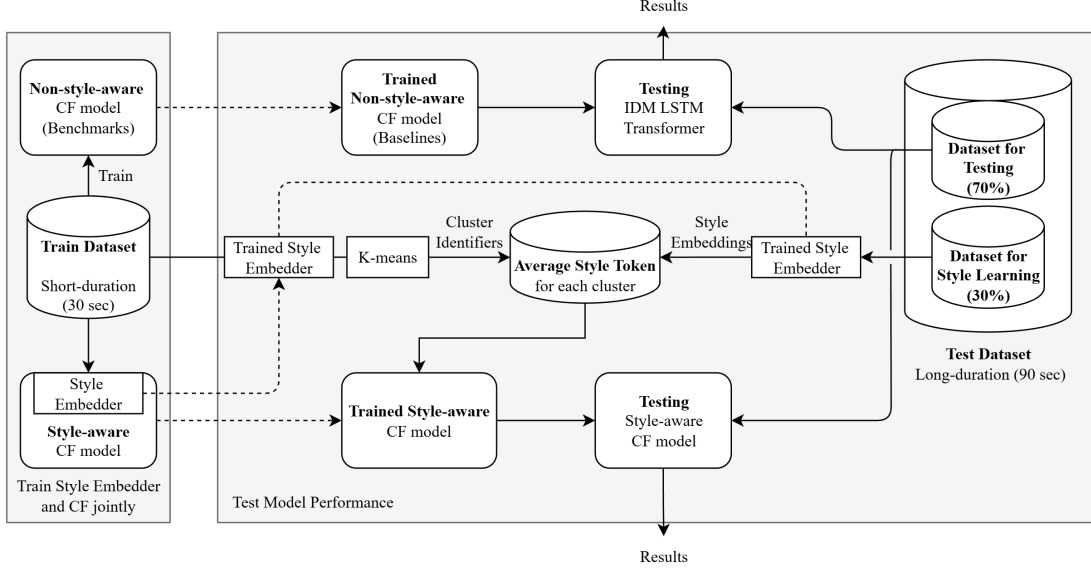 Results
Non-style-aware
CF model
(Benchmarks)
Train
Train Dataset
Short-duration
(30 sec)
Style
Embedder
Style-aware
CF model
Train Style Embedder
and CF jointly
Trained
Non-style-aware
CF model
(Baselines)
Testing
IDM LSTM
Transformer
Trained Style
Embedder
K-means
Cluster
Identifiers
Average Style Token
for each cluster
Style
Embeddings
Trained Style
Embedder
Dataset for
Testing
(70%)
Dataset for
Style Learning
(30%)
Test Dataset
Long-duration (90 sec)
Trained Style-aware
CF model
Testing
Style-aware
CF model
Test Model Performance
Results